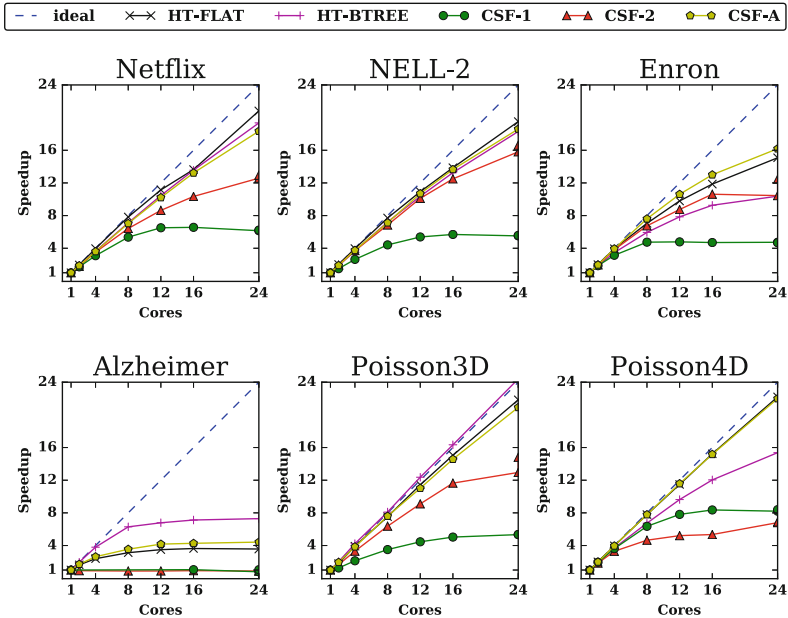 ideal HT-FLAT HT-BTREE CSF-1 CSF-2 CSF-A
Netflix NELL-2 Enron
24 24 24
16 16 16
12 12 12
8 8 8
4 4 4
1 1 1
Speedup Speedup Speedup
1 4 8 12 16 24 1 4 8 12 16 24 1 4 8 12 16 24
Cores Cores Cores
Alzheimer Poisson3D Poisson4D
24 24 24
16 16 16
12 12 12
8 8 8
4 4 4
1 1 1
Speedup Speedup Speedup
1 4 8 12 16 24 1 4 8 12 16 24 1 4 8 12 16 24
Cores Cores Cores